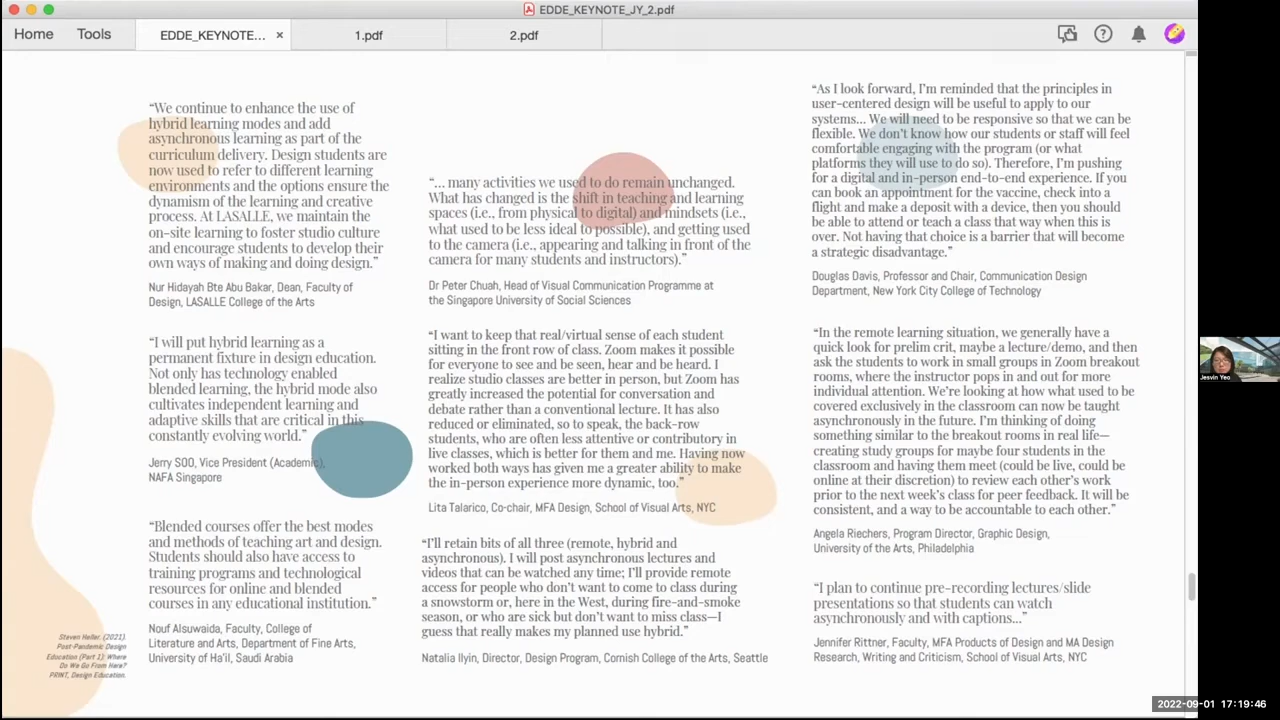 EDDE_KEYNOTE_JY_2.pdf
Home
Tools
EDDE_KEYNOTE... ×
1.pdf
2.pdf
“We continue to enhance the use of
hybrid learning modes and add
asynchronous learning as part of the
curriculum delivery. Design students are
now used to refer to different learning
environments and the options ensure the
dynamism of the learning and creative
process. At LASALLE, we maintain the
on-site learning to foster studio culture
and encourage students to develop their
own ways of making and doing design.”
Nur Hidayah Bte Abu Bakar, Dean, Faculty of
Design, LASALLE College of the Arts
“I will put hybrid learning as a
permanent fixture in design education.
Not only has technology enabled
blended learning, the hybrid mode also
cultivates independent learning and
adaptive skills that are critical in this
constantly evolving world.”
Jerry SOO, Vice President (Academic),
NAFA Singapore
“Blended courses offer the best modes
and methods of teaching art and design.
Students should also have access to
training programs and technological
resources for online and blended
courses in any educational institution.”
Nouf Alsuwaida, Faculty, College of
Literature and Arts, Department of Fine Arts,
University of Ha’il, Saudi Arabia
Steven Heller. (2021).
Post-Pandemic Design
Education (Part 1): Where
Do We Go From Here?
PRINT, Design Education.
“... many activities we used to do remain unchanged.
What has changed is the shift in teaching and learning
spaces (i.e., from physical to digital) and mindsets (i.e.,
what used to be less ideal to possible), and getting used
to the camera (i.e., appearing and talking in front of the
camera for many students and instructors).”
Dr Peter Chuah, Head of Visual Communication Programme at
the Singapore University of Social Sciences
“I want to keep that real/virtual sense of each student
sitting in the front row of class. Zoom makes it possible
for everyone to see and be seen, hear and be heard. I
realize studio classes are better in person, but Zoom has
greatly increased the potential for conversation and
debate rather than a conventional lecture. It has also
reduced or eliminated, so to speak, the back-row
students, who are often less attentive or contributory in
live classes, which is better for them and me. Having now
worked both ways has given me a greater ability to make
the in-person experience more dynamic, too.”
Lita Talarico, Co-chair, MFA Design, School of Visual Arts, NYC
“I’ll retain bits of all three (remote, hybrid and
asynchronous). I will post asynchronous lectures and
videos that can be watched any time; I’ll provide remote
access for people who don’t want to come to class during
a snowstorm or, here in the West, during fire-and-smoke
season, or who are sick but don’t want to miss class—I
guess that really makes my planned use hybrid.”
Natalia Ilyin, Director, Design Program, Cornish College of the Arts, Seattle
“As I look forward, I’m reminded that the principles in
user-centered design will be useful to apply to our
systems... We will need to be responsive so that we can be
flexible. We don’t know how our students or staff will feel
comfortable engaging with the program (or what
platforms they will use to do so). Therefore, I’m pushing
for a digital and in-person end-to-end experience. If you
can book an appointment for the vaccine, check into a
flight and make a deposit with a device, then you should
be able to attend or teach a class that way when this is
over. Not having that choice is a barrier that will become
a strategic disadvantage.”
Douglas Davis, Professor and Chair, Communication Design
Department, New York City College of Technology
“In the remote learning situation, we generally have a
quick look for prelim crit, maybe a lecture/demo, and then
ask the students to work in small groups in Zoom breakout
rooms, where the instructor pops in and out for more
individual attention. We’re looking at how what used to be
covered exclusively in the classroom can now be taught
asynchronously in the future. I’m thinking of doing
something similar to the breakout rooms in real life—
creating study groups for maybe four students in the
classroom and having them meet (could be live, could be
online at their discretion) to review each other’s work
prior to the next week’s class for peer feedback. It will be
consistent, and a way to be accountable to each other.”
Angela Riechers, Program Director, Graphic Design,
University of the Arts, Philadelphia
“I plan to continue pre-recording lectures/slide
presentations so that students can watch
asynchronously and with captions...”
Jennifer Rittner, Faculty, MFA Products of Design and MA Design
Research, Writing and Criticism, School of Visual Arts, NYC
Jesvin Yeo
2022-09-01 17:19:46